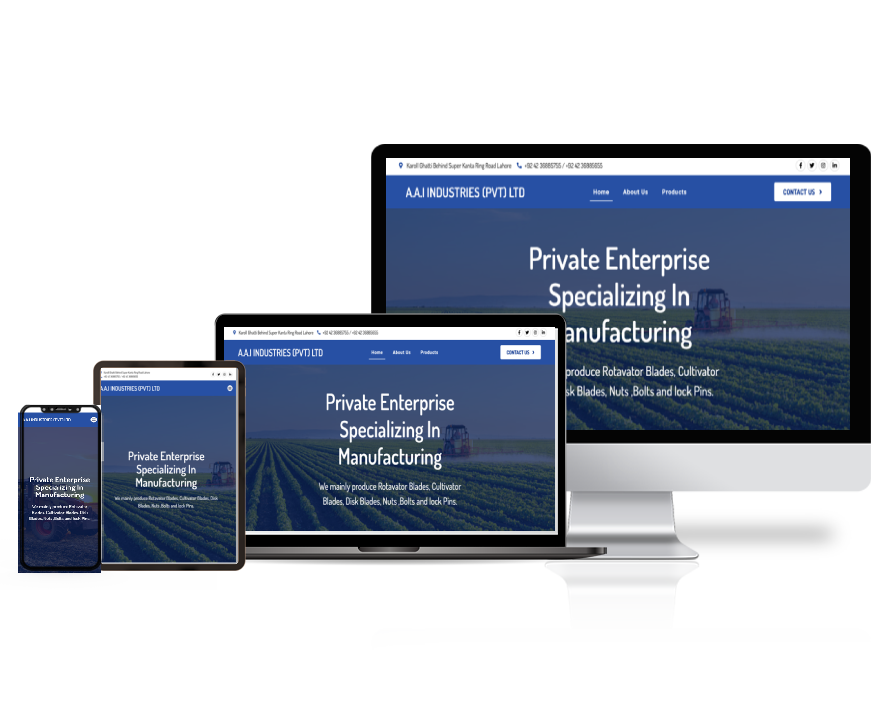 Karoll Ghatti Behind Super Kanta Ring Road Lahore +92 42 36885755 / +92 42 36885655
A.A.I INDUSTRIES (PVT) LTD Home About Us Products CONTACT US
Private Enterprise
Specializing In
anufacturing
produce Rotavator Blades, Cultivator
sk Blades, Nuts ,Bolts and lock Pins.
Karoll Ghatti Behind Super Kanta Ring Road Lahore +92 42 36885755 / +92 42 36885655
A.A.I INDUSTRIES (PVT) LTD Home About Us Products CONTACT US
Private Enterprise
Specializing In
Manufacturing
We mainly produce Rotavator Blades, Cultivator
Blades, Disk Blades, Nuts ,Bolts and lock Pins.
A.A.I INDUSTRIES (PVT) LTD
Private Enterprise
Specializing In
Manufacturing
We mainly produce Rotavator Blades, Cultivator Blades, Disk
Blades, Nuts ,Bolts and lock Pins.
A.A.I INDUSTRIES (PVT) LTD
Private Enterprise
Specializing In
Manufacturing
We mainly produce Rotavator
Blades, Cultivator Blades, Disk
Blades, Nuts ,Bolts and lock Pins.